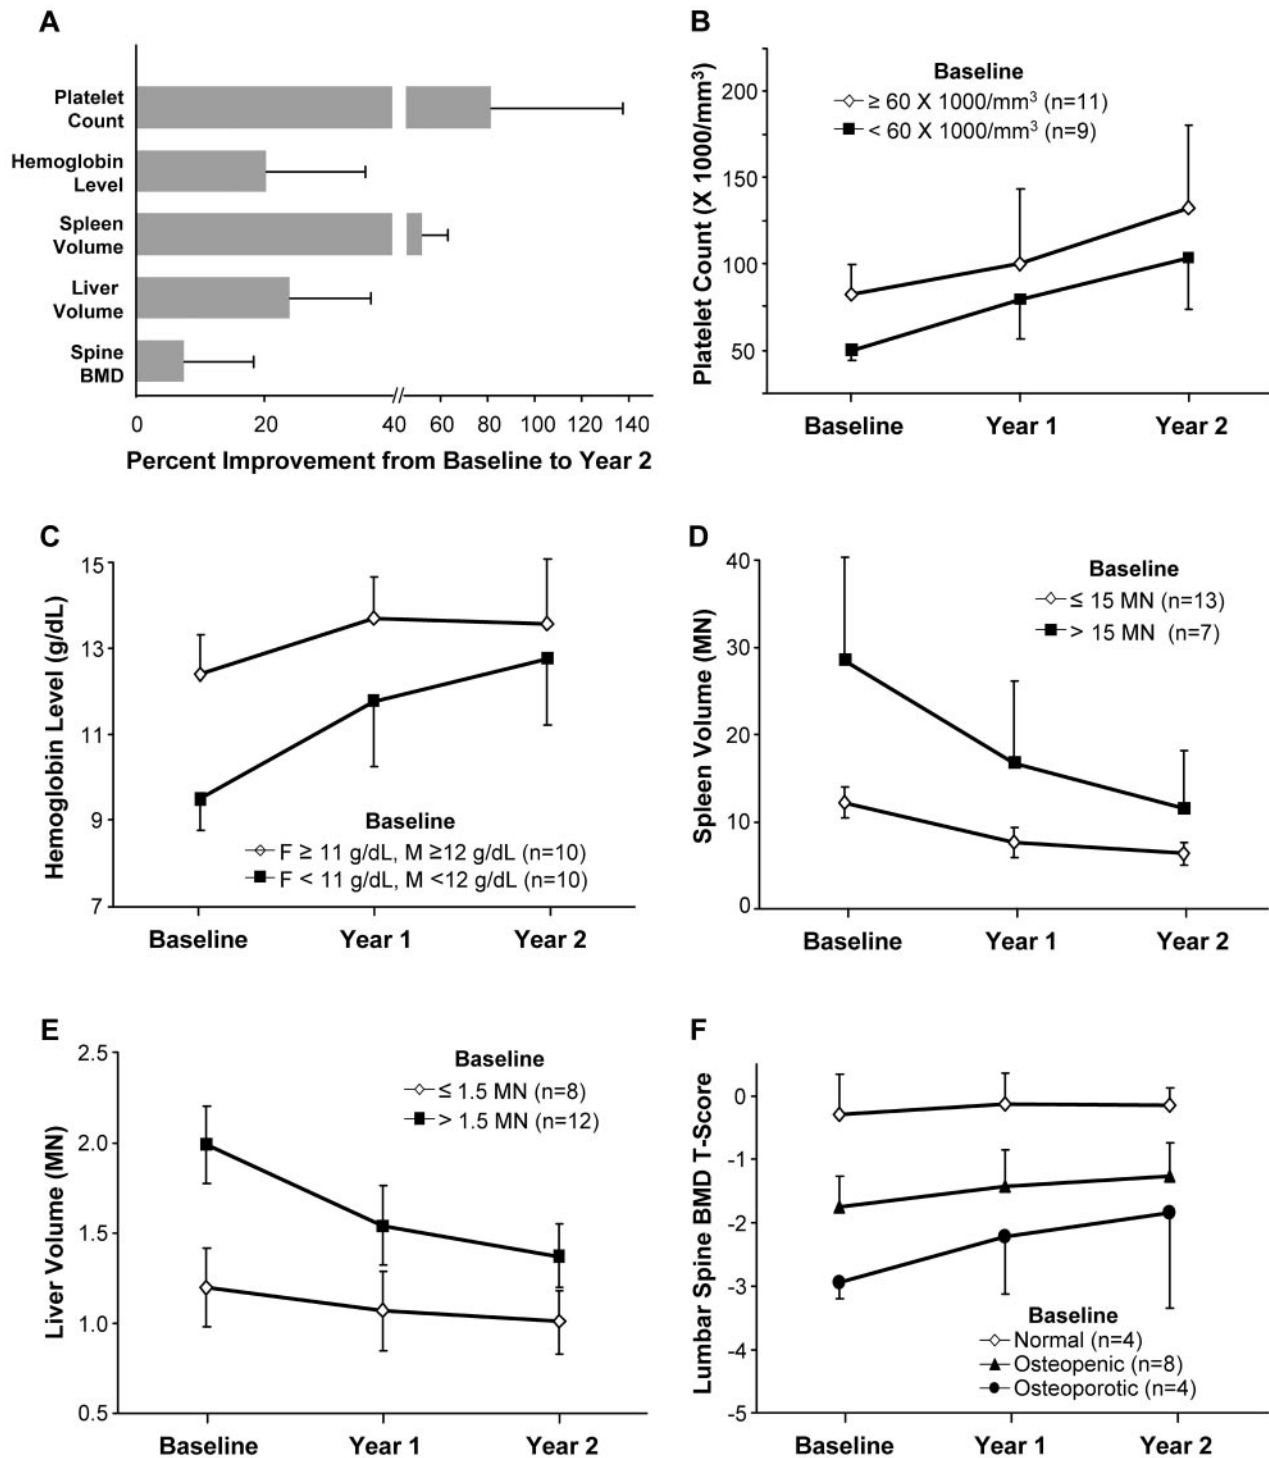 A
Platelet
Count
Hemoglobin
Level
Spleen
Volume
Liver
Volume
Spine
BMD
0 20 40 60 80 100 120 140
Percent Improvement from Baseline to Year 2
B
Platelet Count (X 1000/mm³)
200
150
100
50
Baseline
≥ 60 X 1000/mm³ (n=11)
< 60 X 1000/mm³ (n=9)
Baseline Year 1 Year 2
C
Hemoglobin Level (g/dL)
15
13
11
9
7
Baseline
F ≥ 11 g/dL, M ≥12 g/dL (n=10)
F < 11 g/dL, M <12 g/dL (n=10)
Baseline Year 1 Year 2
D
Spleen Volume (MN)
40
30
20
10
0
Baseline
≤ 15 MN (n=13)
> 15 MN (n=7)
Baseline Year 1 Year 2
E
Liver Volume (MN)
2.5
2.0
1.5
1.0
0.5
Baseline
≤ 1.5 MN (n=8)
> 1.5 MN (n=12)
Baseline Year 1 Year 2
F
Lumbar Spine BMD T-Score
0
-1
-2
-3
-4
-5
Baseline
Normal (n=4)
Osteopenic (n=8)
Osteoporotic (n=4)
Baseline Year 1 Year 2